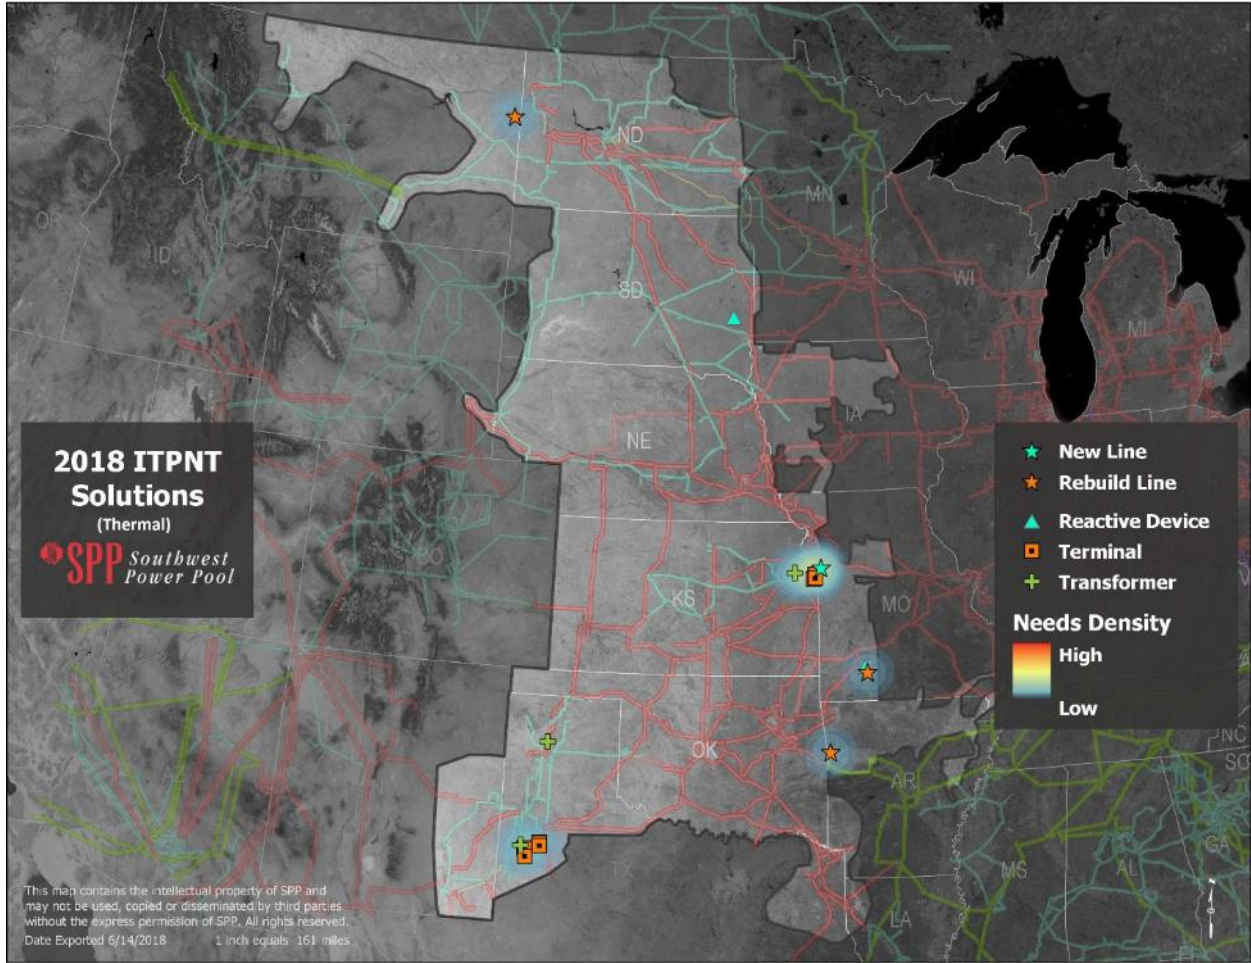 ND
MT
MN
OR
ID
SD
WI
MI
IA
NE
2018 ITPNT
Solutions
(Thermal)
SPP Southwest
Power Pool
New Line
Rebuild Line
Reactive Device
Terminal
Transformer
Needs Density
High
Low
CO
KS
MO
OK
AR
NC
SC
MS
AL
GA
LA
TX
This map contains the intellectual property of SPP and
may not be used, copied or disseminated by third parties
without the express permission of SPP. All rights reserved.
Date Exported 6/14/2018 1 inch equals 161 miles